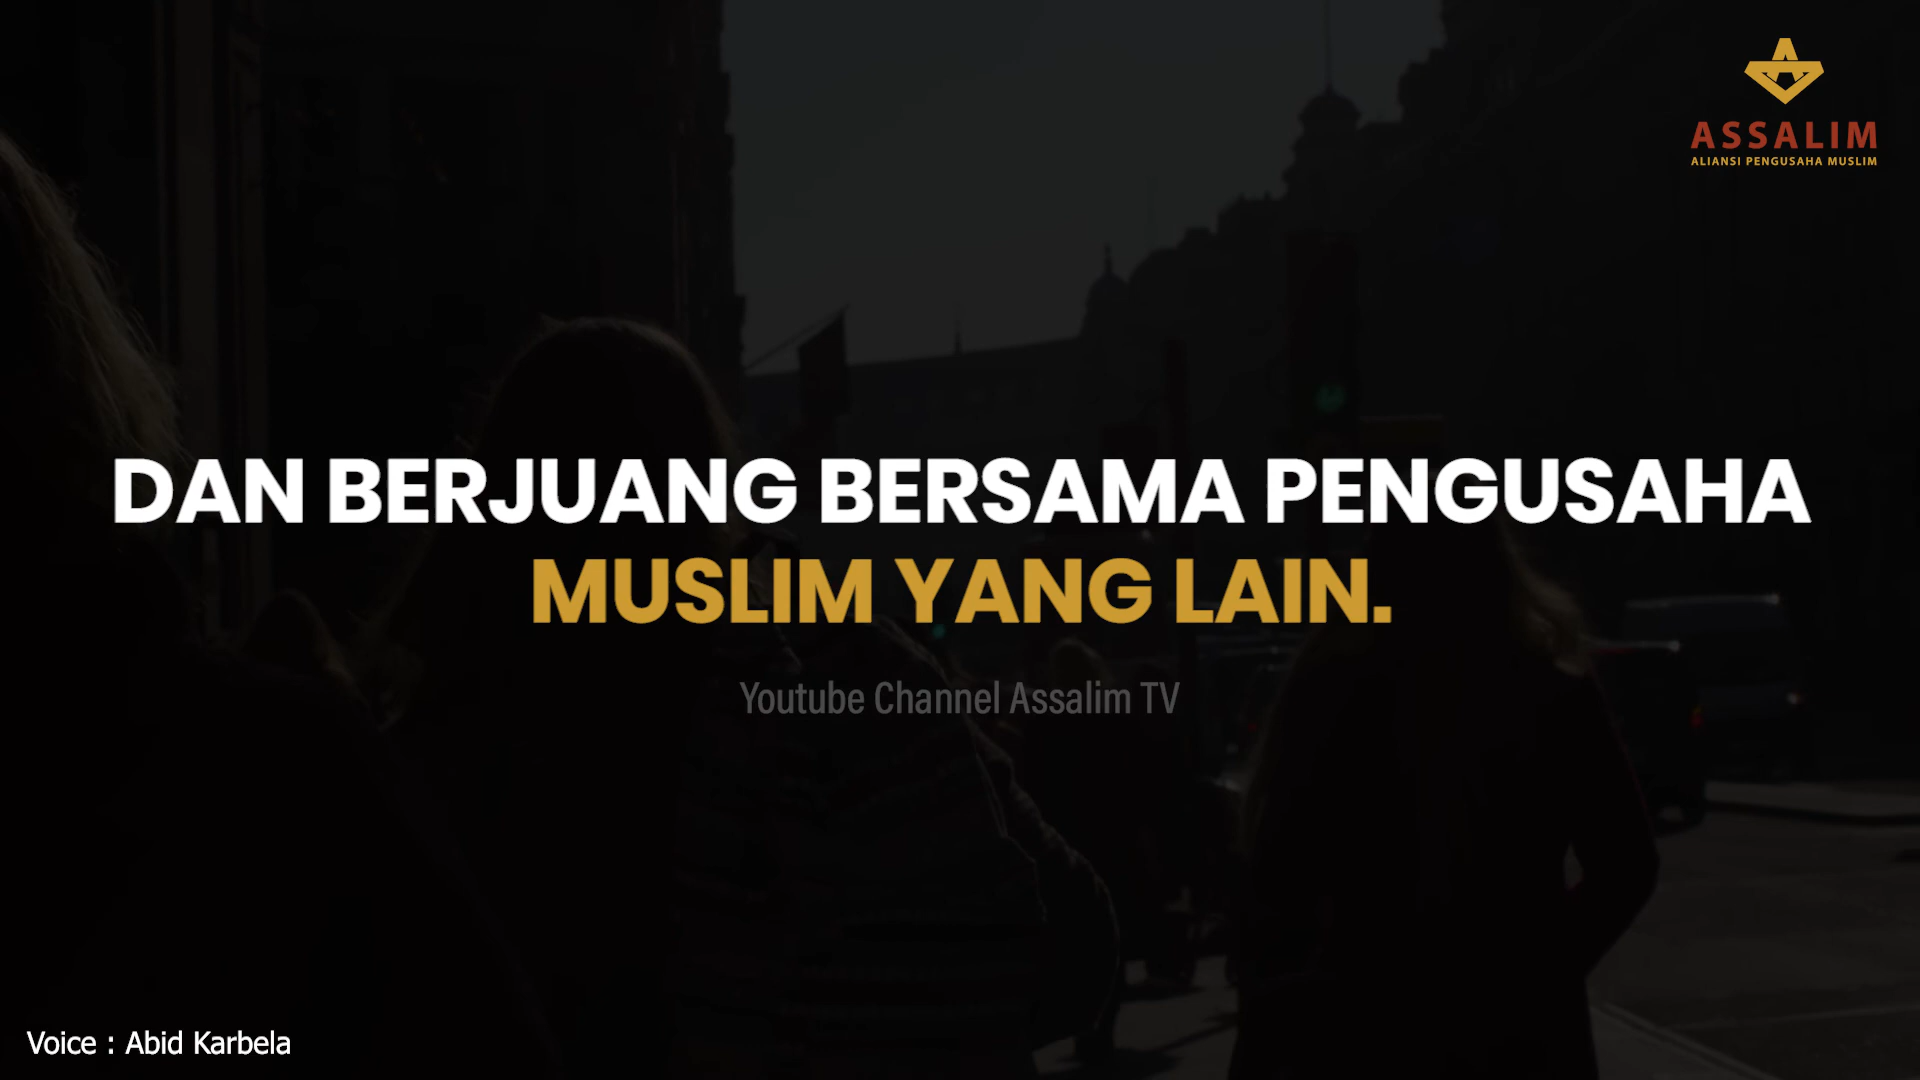 ASSALIM
ALIANSI PENGUSAHA MUSLIM
DAN BERJUANG BERSAMA PENGUSAHA
MUSLIM YANG LAIN.
Youtube Channel Assalim TV
Voice : Abid Karbela